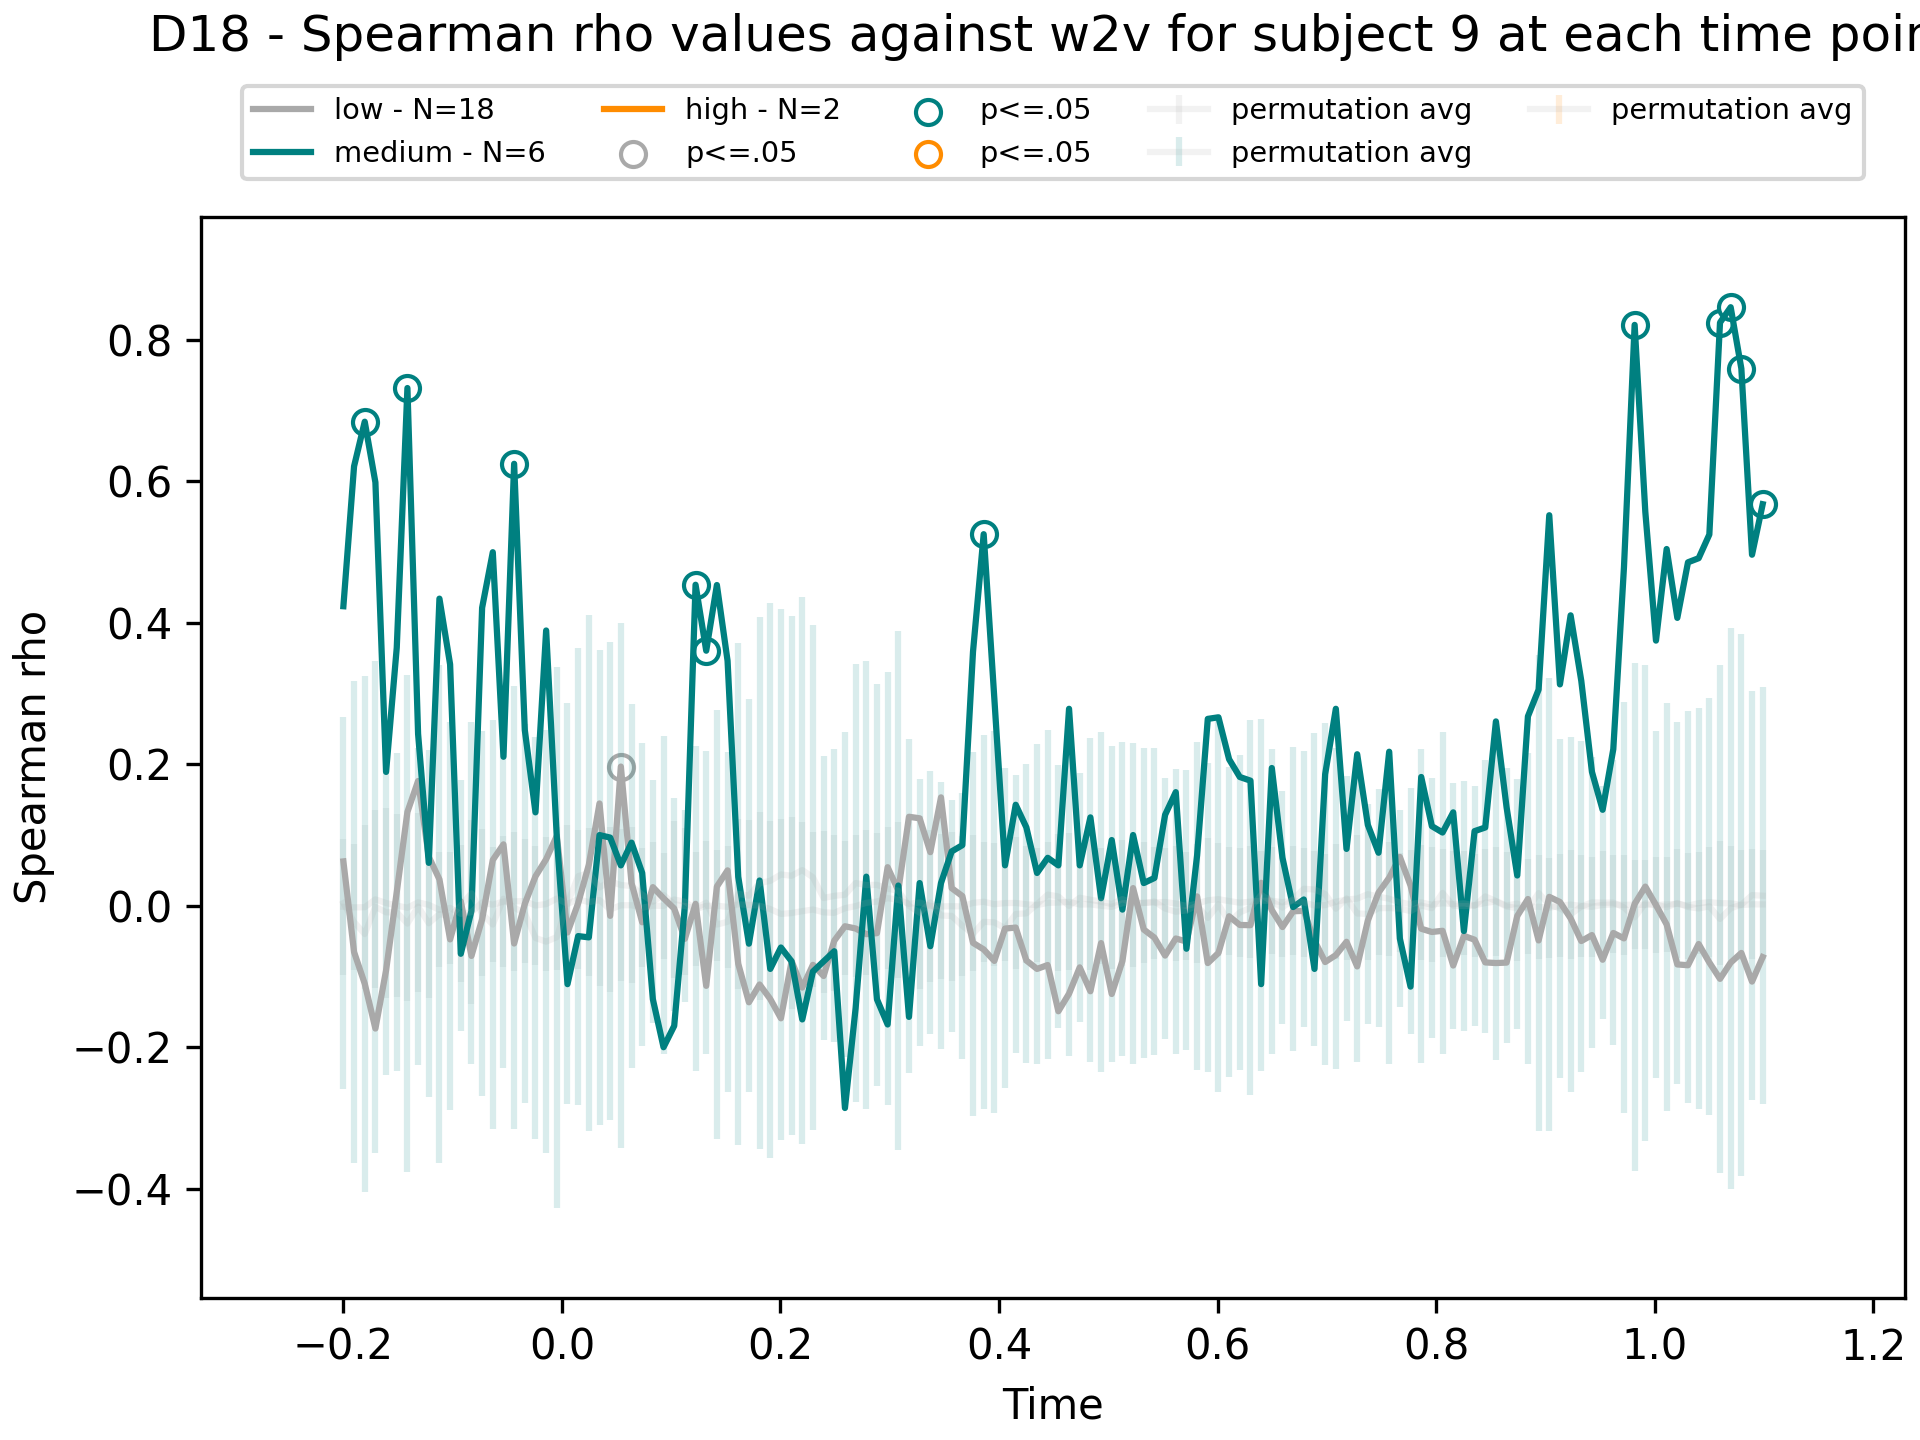 D18 - Spearman rho values against w2v for subject 9 at each time poin
low - N=18 high - N=2 p<=.05 permutation avg permutation avg
medium - N=6 p<=.05 p<=.05 permutation avg
0.8
0.6
0.4
0.2
0.0
−0.2
−0.4
Spearman rho
−0.2 0.0 0.2 0.4 0.6 0.8 1.0 1.2
Time